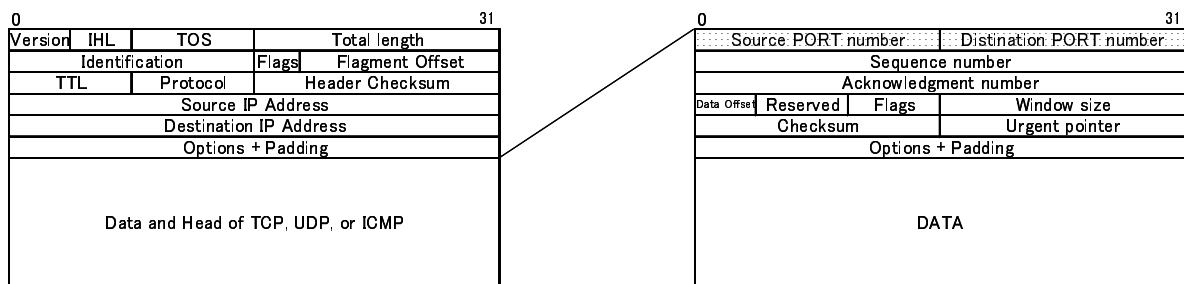 0 31
Version IHL TOS Total length
Identification Flags Flagment Offset
TTL Protocol Header Checksum
Source IP Address
Destination IP Address
Options + Padding
Data and Head of TCP, UDP, or ICMP
0 31
Source PORT number Distination PORT number
Sequence number
Acknowledgment number
Data Offset Reserved Flags Window size
Checksum Urgent pointer
Options + Padding
DATA